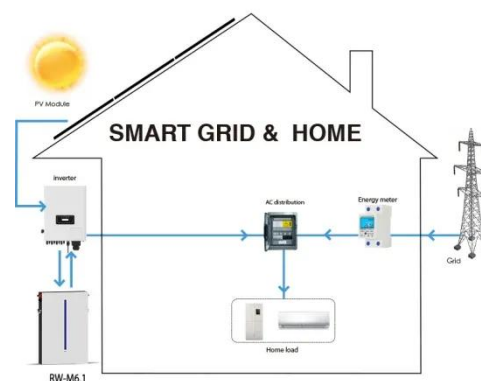 PV Module
SMART GRID & HOME
inverter
AC distribution
Energy meter
Grid
Home load
RW-M6.1